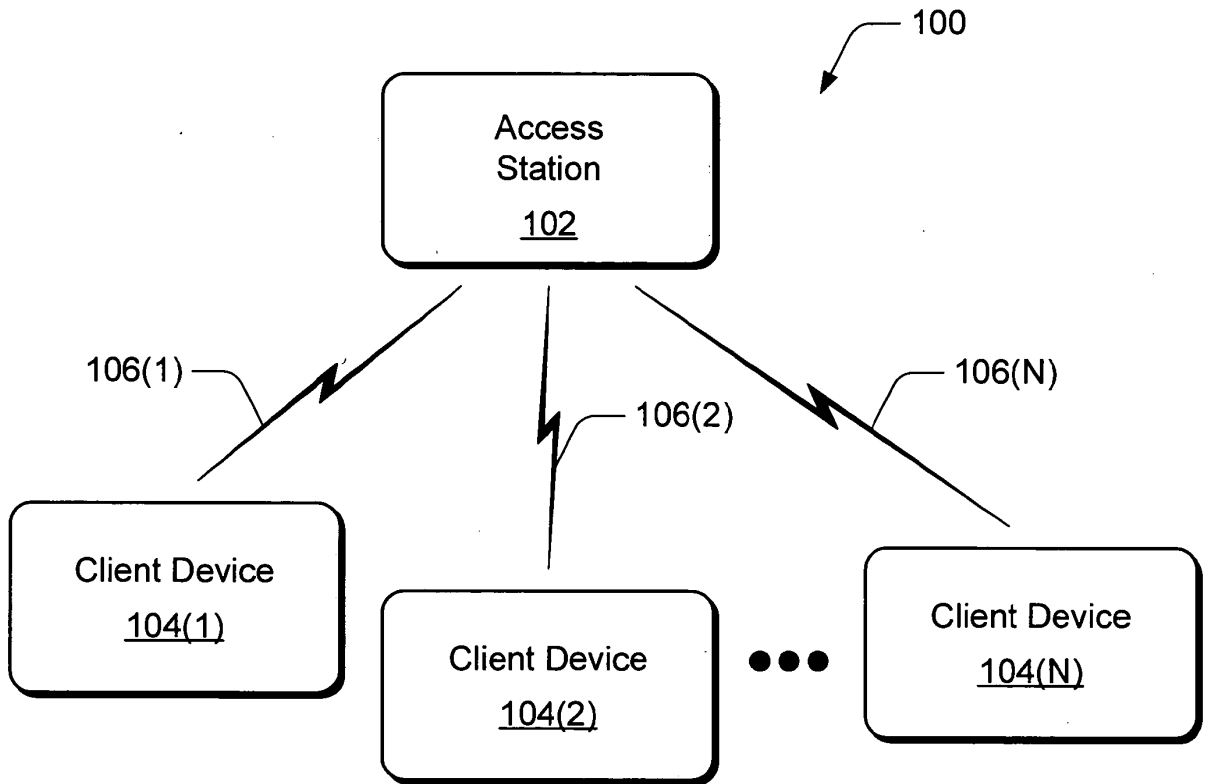 100
Access
Station
102
106(1)
106(2)
106(N)
Client Device
104(1)
Client Device
104(2)
Client Device
104(N)